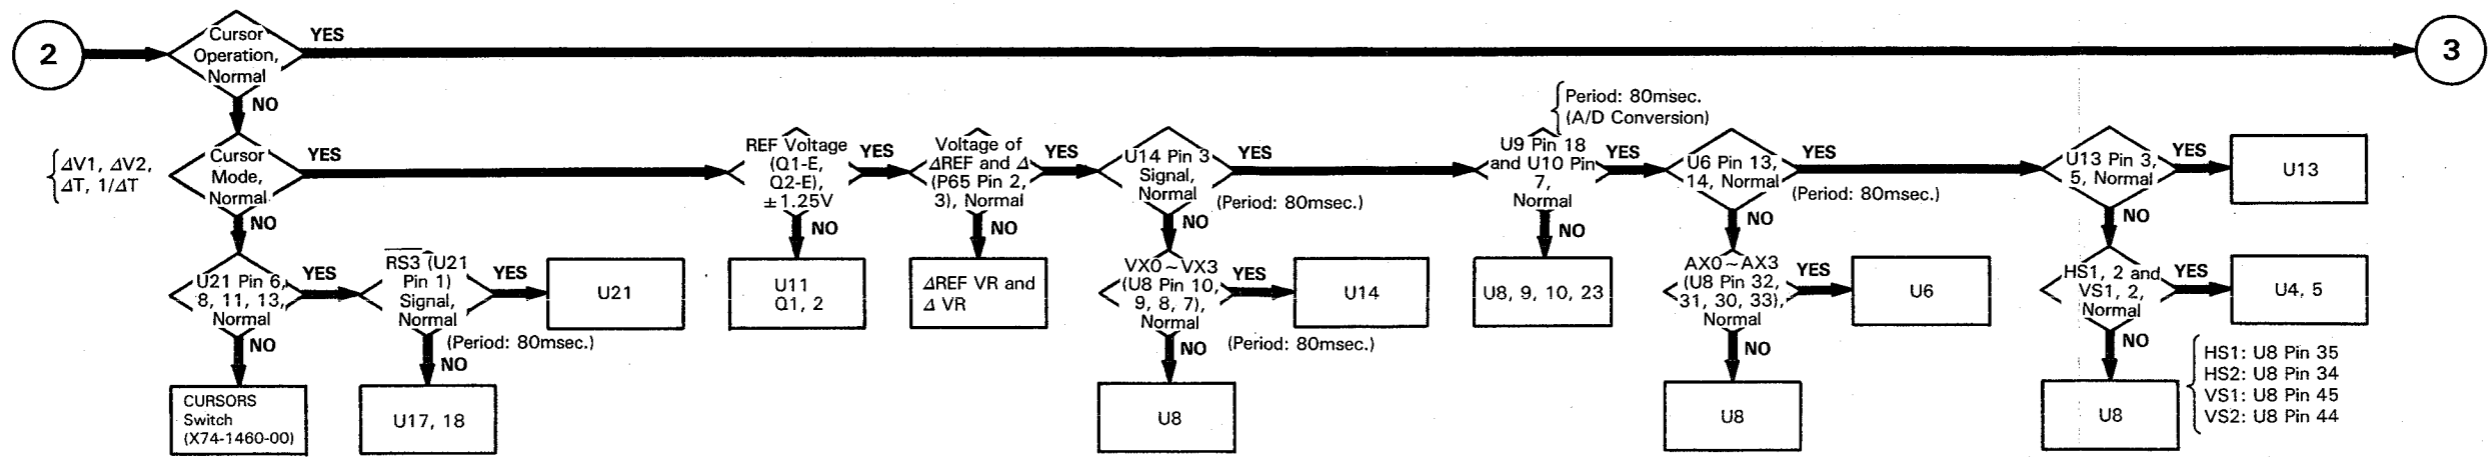 2
Cursor
Operation,
Normal
YES
3
NO
ΔV1, ΔV2,
ΔT, 1/ΔT
Cursor
Mode,
Normal
YES
NO
REF Voltage
(Q1-E,
Q2-E),
±1.25V
YES
NO
Voltage of
ΔREF and Δ
(P65 Pin 2,
3), Normal
YES
NO
U14 Pin 3
Signal,
Normal
YES
(Period: 80msec.)
NO
Period: 80msec.
(A/D Conversion)
U9 Pin 18
and U10 Pin
7,
Normal
YES
NO
U6 Pin 13,
14, Normal
YES
(Period: 80msec.)
NO
U13 Pin 3,
5, Normal
YES
NO
U13
U21 Pin 6,
8, 11, 13,
Normal
YES
NO
RS3 (U21
Pin 1)
Signal,
Normal
YES
(Period: 80msec.)
NO
U21
U11
Q1, 2
ΔREF VR and
Δ VR
VX0~VX3
(U8 Pin 10,
9, 8, 7),
Normal
YES
(Period: 80msec.)
NO
U14
U8, 9, 10, 23
AX0~AX3
(U8 Pin 32,
31, 30, 33),
Normal
YES
NO
U6
HS1, 2 and
VS1, 2,
Normal
YES
NO
U4, 5
CURSORS
Switch
(X74-1460-00)
U17, 18
U8
U8
U8
HS1: U8 Pin 35
HS2: U8 Pin 34
VS1: U8 Pin 45
VS2: U8 Pin 44